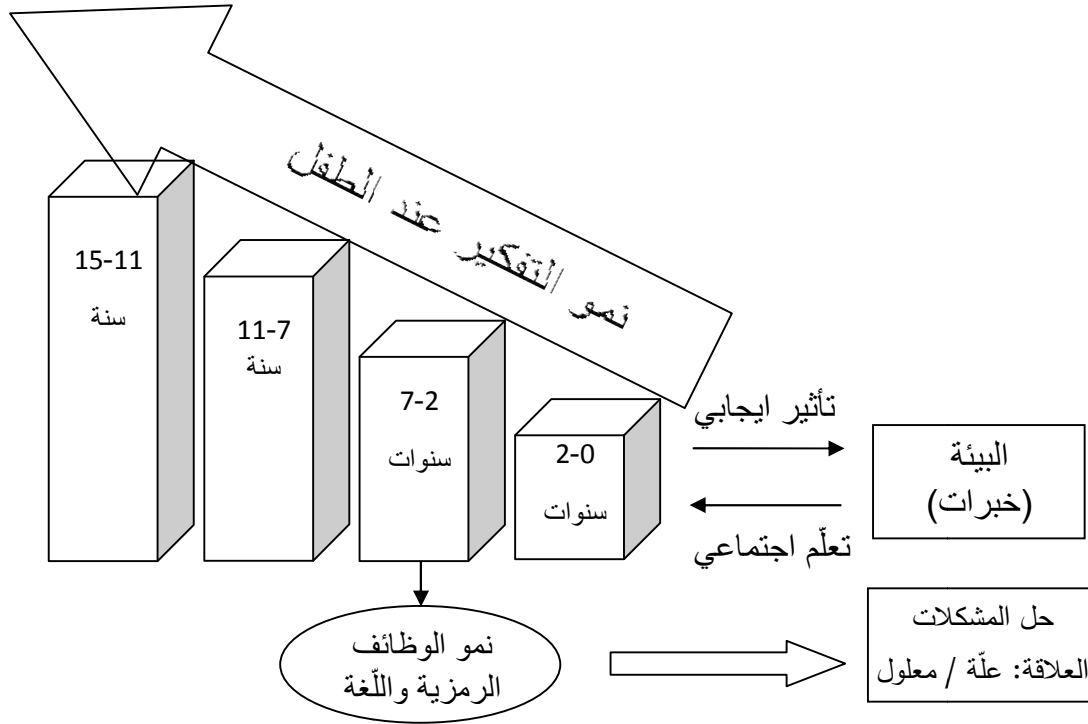 نمو التفكير عند الطفل
2-0
سنوات
7-2
سنوات
11-7
سنة
15-11
سنة
تأثير ايجابي
تعلّم اجتماعي
البيئة
(خبرات)
نمو الوظائف
الرمزية واللّغة
حل المشكلات
العلاقة: علّة / معلول